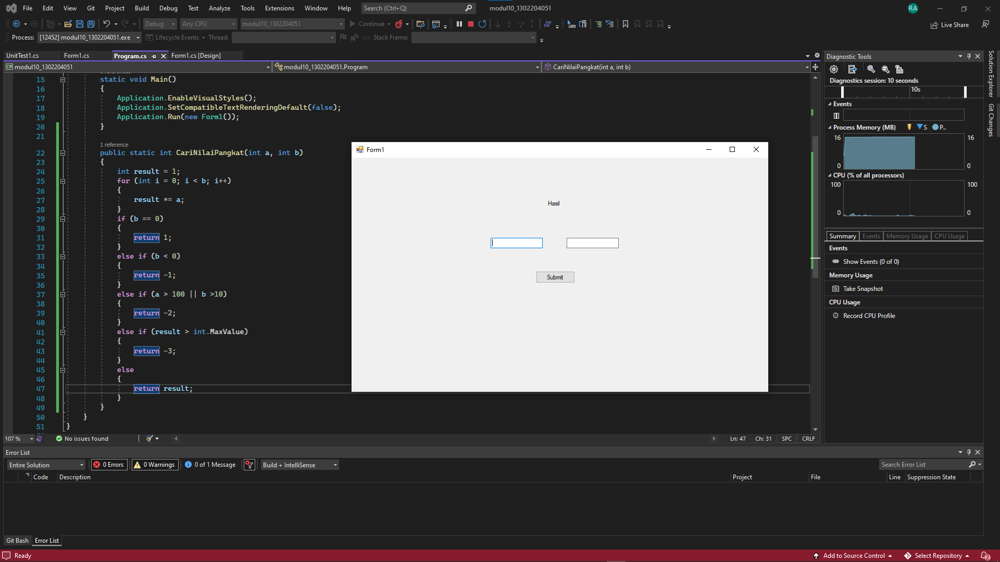 File Edit View Git Project Build Debug Test Analyze Tools Extensions Window Help Search (Ctrl+Q) modul10_1302204051 RA
Debug Any CPU modul10_1302204051 Continue Live Share
Process: [12452] modul10_1302204051.exe Lifecycle Events Thread: Stack Frame:
UnitTest1.cs Form1.cs Program.cs Form1.cs [Design]
C# modul10_1302204051 modul10_1302204051.Program CariNilaiPangkat(int a, int b)
15 static void Main()
16 {
17 Application.EnableVisualStyles();
18 Application.SetCompatibleTextRenderingDefault(false);
19 Application.Run(new Form1());
20 }
21
1 reference
22 public static int CariNilaiPangkat(int a, int b)
23 {
24 int result = 1;
25 for (int i = 0; i < b; i++)
26 {
27 result *= a;
28 }
29 if (b == 0)
30 {
31 return 1;
32 }
33 else if (b < 0)
34 {
35 return -1;
36 }
37 else if (a > 100 || b >10)
38 {
39 return -2;
40 }
41 else if (result > int.MaxValue)
42 {
43 return -3;
44 }
45 else
46 {
47 return result;
48 }
49 }
50 }
51 }
107 % No issues found Ln: 47 Ch: 31 SPC CRLF
Form1
Hasil
Submit
Diagnostic Tools
Diagnostics session: 10 seconds
10s
Events
Process Memory (MB) S P..
16 16
0 0
CPU (% of all processors)
100 100
0 0
Summary Events Memory Usage CPU Usage
Events
Show Events (0 of 0)
Memory Usage
Take Snapshot
CPU Usage
Record CPU Profile
Solution Explorer
Git Changes
Error List
Entire Solution 0 Errors 0 Warnings 0 of 1 Message Build + IntelliSense Search Error List
Code Description Project File Line Suppression State
Git Bash Error List
Ready Add to Source Control Select Repository 2